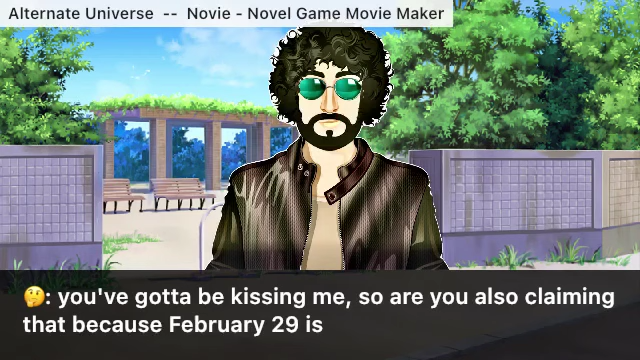 Alternate Universe -- Novie - Novel Game Movie Maker
🤔: you've gotta be kissing me, so are you also claiming
that because February 29 is